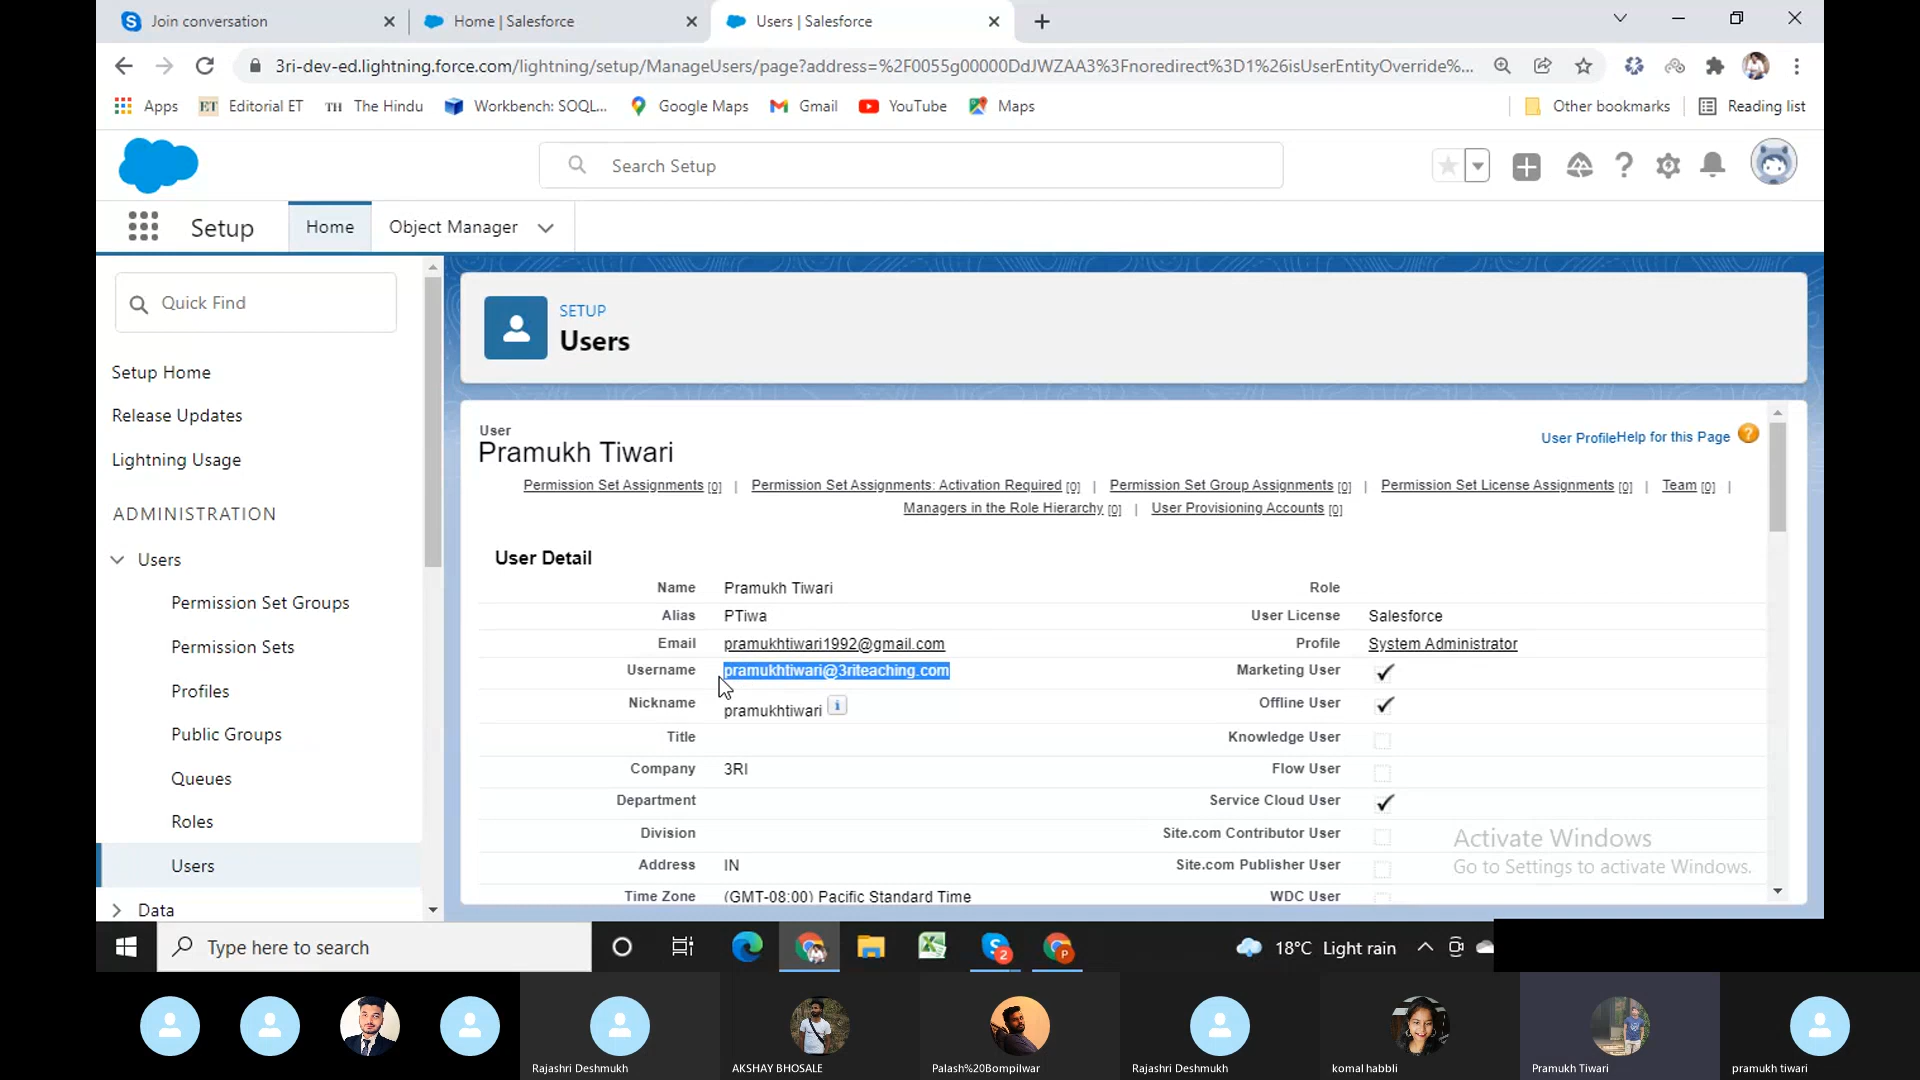 Join conversation
Home | Salesforce
Users | Salesforce
3ri-dev-ed.lightning.force.com/lightning/setup/ManageUsers/page?address=%2F0055g00000DdJWZAA3%3Fnoredirect%3D1%26isUserEntityOverride%...
Apps
ET Editorial ET
TH The Hindu
Workbench: SOQL...
Google Maps
Gmail
YouTube
Maps
Other bookmarks
Reading list
Search Setup
Setup
Home
Object Manager
Quick Find
Setup Home
Release Updates
Lightning Usage
ADMINISTRATION
Users
Permission Set Groups
Permission Sets
Profiles
Public Groups
Queues
Roles
Users
Data
SETUP
Users
User
Pramukh Tiwari
User Profile
Help for this Page ?
Permission Set Assignments [0] | Permission Set Assignments: Activation Required [0] | Permission Set Group Assignments [0] | Permission Set License Assignments [0] | Team [0] |
Managers in the Role Hierarchy [0] | User Provisioning Accounts [0]
User Detail
Name Pramukh Tiwari Role
Alias PTiwa User License Salesforce
Email pramukhtiwari1992@gmail.com Profile System Administrator
Username pramukhtiwari@3riteaching.com Marketing User
Nickname pramukhtiwari i Offline User
Title Knowledge User
Company 3RI Flow User
Department Service Cloud User
Division Site.com Contributor User
Address IN Site.com Publisher User
Time Zone (GMT-08:00) Pacific Standard Time WDC User
Activate Windows
Go to Settings to activate Windows.
Type here to search
2
P
18°C Light rain
Rajashri Deshmukh
AKSHAY BHOSALE
Palash%20Bompilwar
Rajashri Deshmukh
komal habbli
Pramukh Tiwari
pramukh tiwari